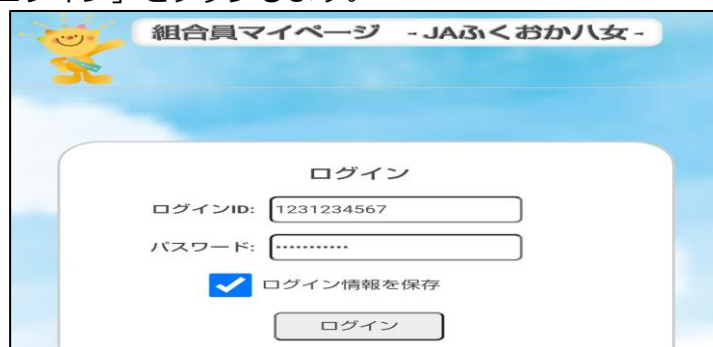 組合員マイページ -JAふくおか八女-
ログイン
ログインID: 1231234567
パスワード: ・・・・・・・・・・・
ログイン情報を保存
ログイン